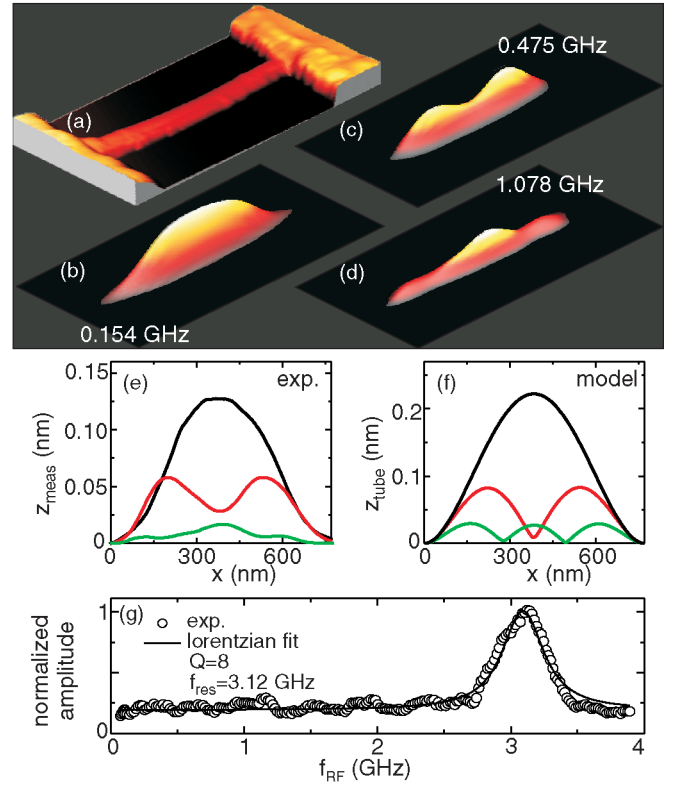 (a)
0.475 GHz
(c)
(b)
0.154 GHz
1.078 GHz
(d)
(e) exp.
0.15
0.10
0.05
0
z_meas (nm)
0 300 600
x (nm)
(f) model
0.2
0.1
0
z_tube (nm)
0 300 600
x (nm)
(g)
exp.
lorentzian fit
Q=8
f_res=3.12 GHz
1
0
normalized
amplitude
0 1 2 3 4
f_RF (GHz)